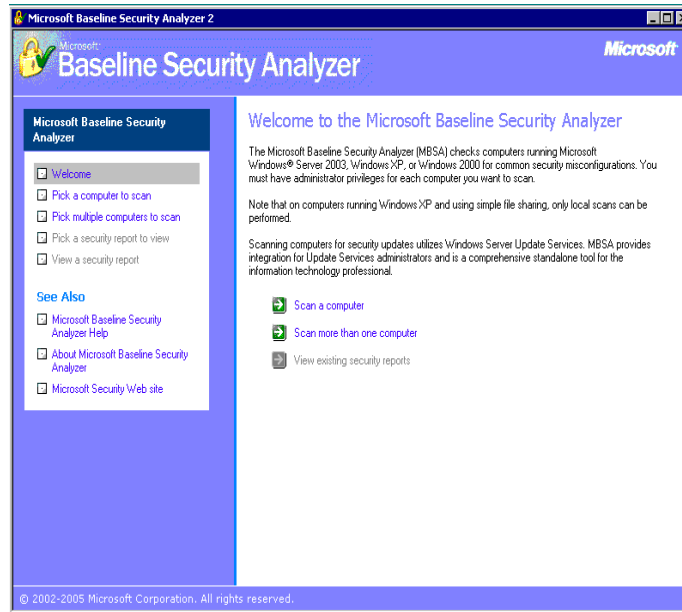 Microsoft Baseline Security Analyzer 2
Microsoft
Baseline Security Analyzer
Microsoft
Microsoft Baseline Security
Analyzer
Welcome
Pick a computer to scan
Pick multiple computers to scan
Pick a security report to view
View a security report
See Also
Microsoft Baseline Security
Analyzer Help
About Microsoft Baseline Security
Analyzer
Microsoft Security Web site
Welcome to the Microsoft Baseline Security Analyzer
The Microsoft Baseline Security Analyzer (MBSA) checks computers running Microsoft
Windows® Server 2003, Windows XP, or Windows 2000 for common security misconfigurations. You
must have administrator privileges for each computer you want to scan.
Note that on computers running Windows XP and using simple file sharing, only local scans can be
performed.
Scanning computers for security updates utilizes Windows Server Update Services. MBSA provides
integration for Update Services administrators and is a comprehensive standalone tool for the
information technology professional.
Scan a computer
Scan more than one computer
View existing security reports
© 2002-2005 Microsoft Corporation. All rights reserved.